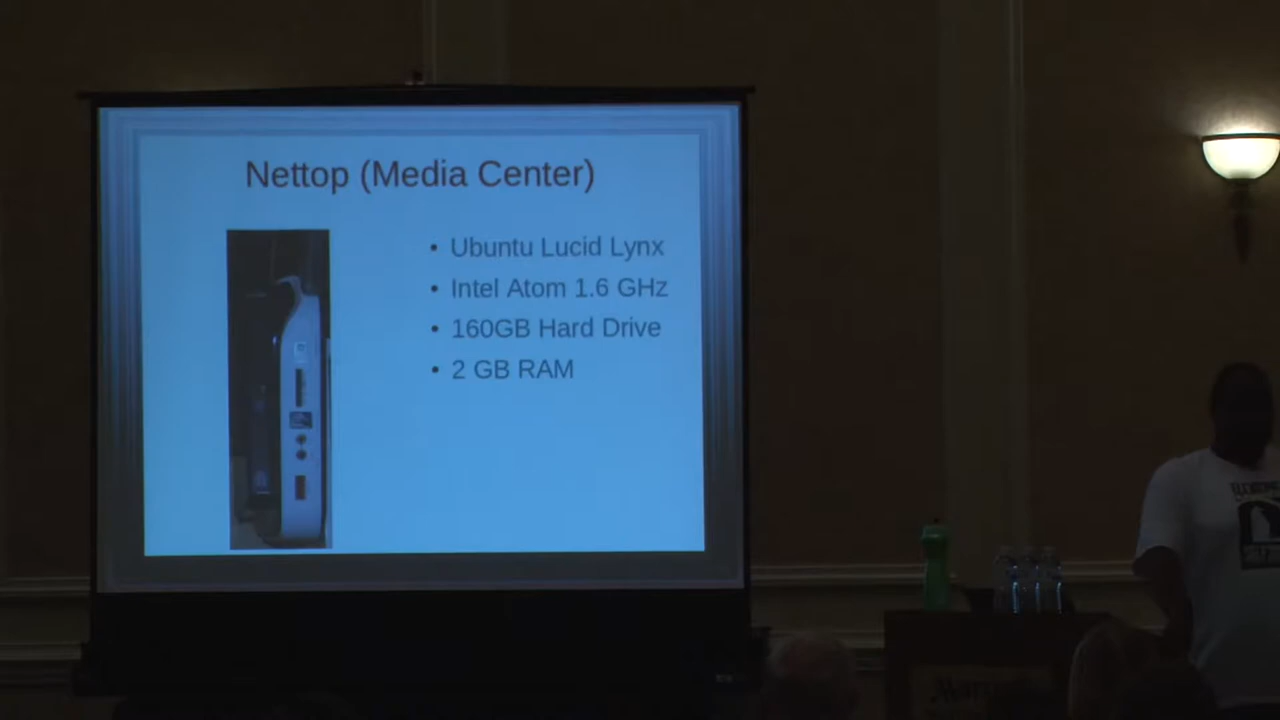 Nettop (Media Center)
• Ubuntu Lucid Lynx
• Intel Atom 1.6 GHz
• 160GB Hard Drive
• 2 GB RAM